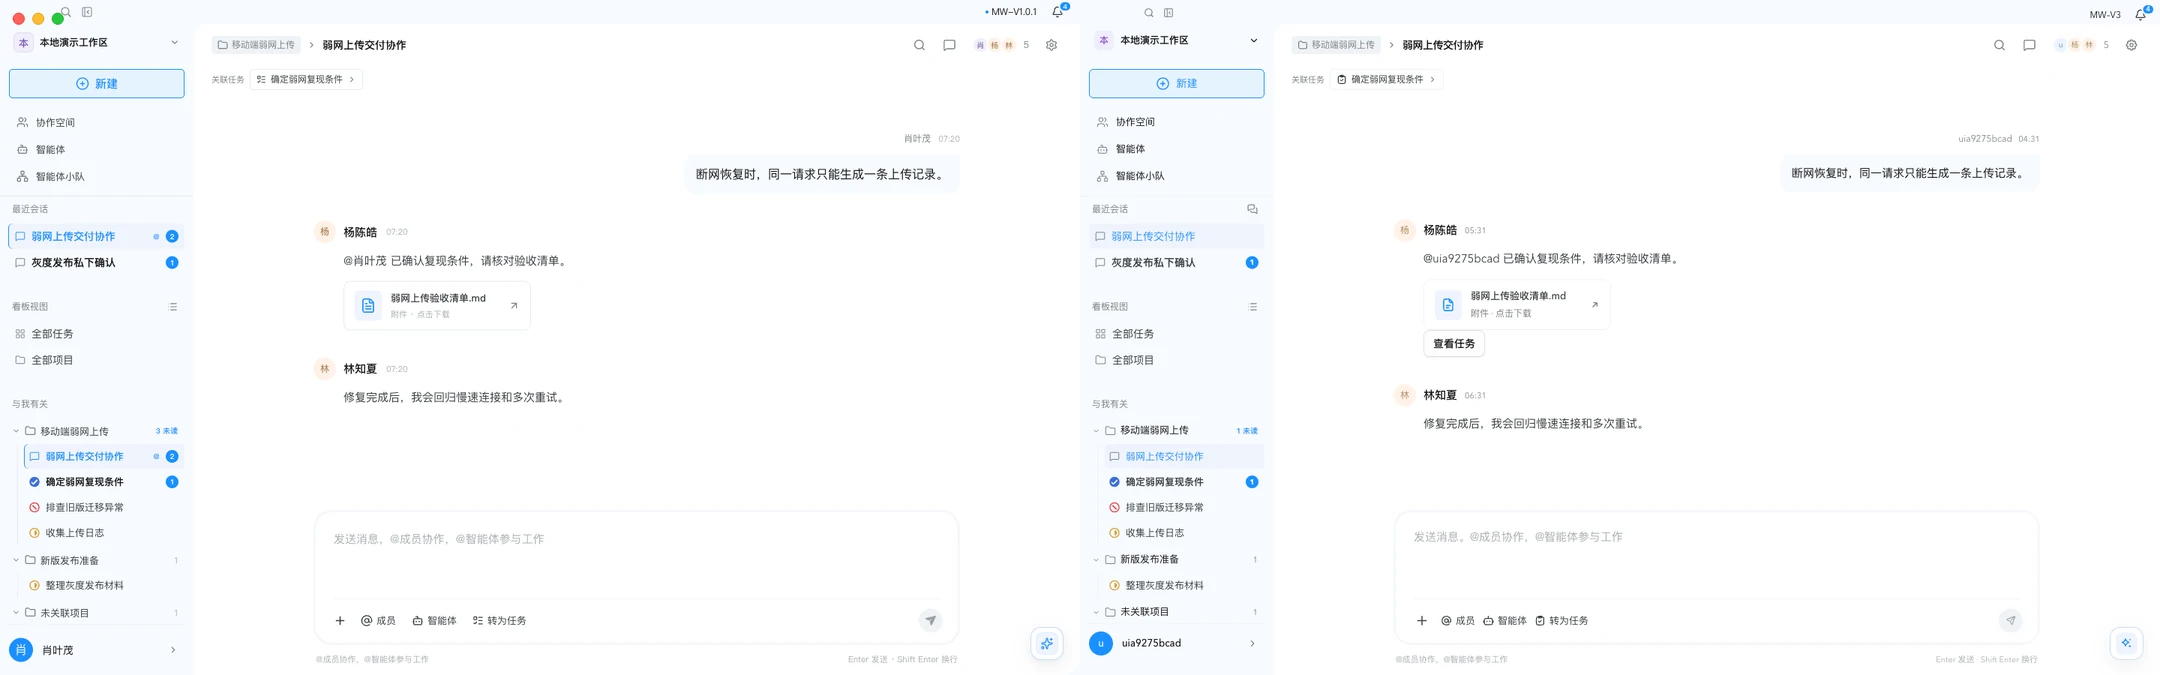 MW–V1.0.1
4
本 本地演示工作区
新建
协作空间
智能体
智能体小队
最近会话
弱网上传交付协作 @ 2
灰度发布私下确认 1
看板视图
全部任务
全部项目
与我有关
移动端弱网上传 3 未读
弱网上传交付协作 @ 2
确定弱网复现条件 1
排查旧版迁移异常
收集上传日志
新版发布准备 1
整理灰度发布材料
未关联项目 1
肖 肖叶茂
移动端弱网上传 弱网上传交付协作
肖 杨 林 5
关联任务 确定弱网复现条件
肖叶茂 07:20
断网恢复时，同一请求只能生成一条上传记录。
杨 杨陈皓 07:20
@肖叶茂 已确认复现条件，请核对验收清单。
弱网上传验收清单.md
附件 · 点击下载
林 林知夏 07:20
修复完成后，我会回归慢速连接和多次重试。
发送消息，@成员协作，@智能体参与工作
@ 成员 智能体 转为任务
@成员协作，@智能体参与工作
Enter 发送 · Shift Enter 换行
MW-V3
4
本 本地演示工作区
新建
协作空间
智能体
智能体小队
最近会话
弱网上传交付协作
灰度发布私下确认 1
看板视图
全部任务
全部项目
与我有关
移动端弱网上传 1 未读
弱网上传交付协作
确定弱网复现条件 1
排查旧版迁移异常
收集上传日志
新版发布准备 1
整理灰度发布材料
未关联项目 1
u uia9275bcad
移动端弱网上传 弱网上传交付协作
u 杨 林 5
关联任务 确定弱网复现条件
uia9275bcad 04:31
断网恢复时，同一请求只能生成一条上传记录。
杨 杨陈皓 05:31
@uia9275bcad 已确认复现条件，请核对验收清单。
弱网上传验收清单.md
附件 · 点击下载
查看任务
林 林知夏 06:31
修复完成后，我会回归慢速连接和多次重试。
发送消息。@成员协作，@智能体参与工作
@ 成员 智能体 转为任务
@成员协作，@智能体参与工作
Enter 发送 · Shift Enter 换行